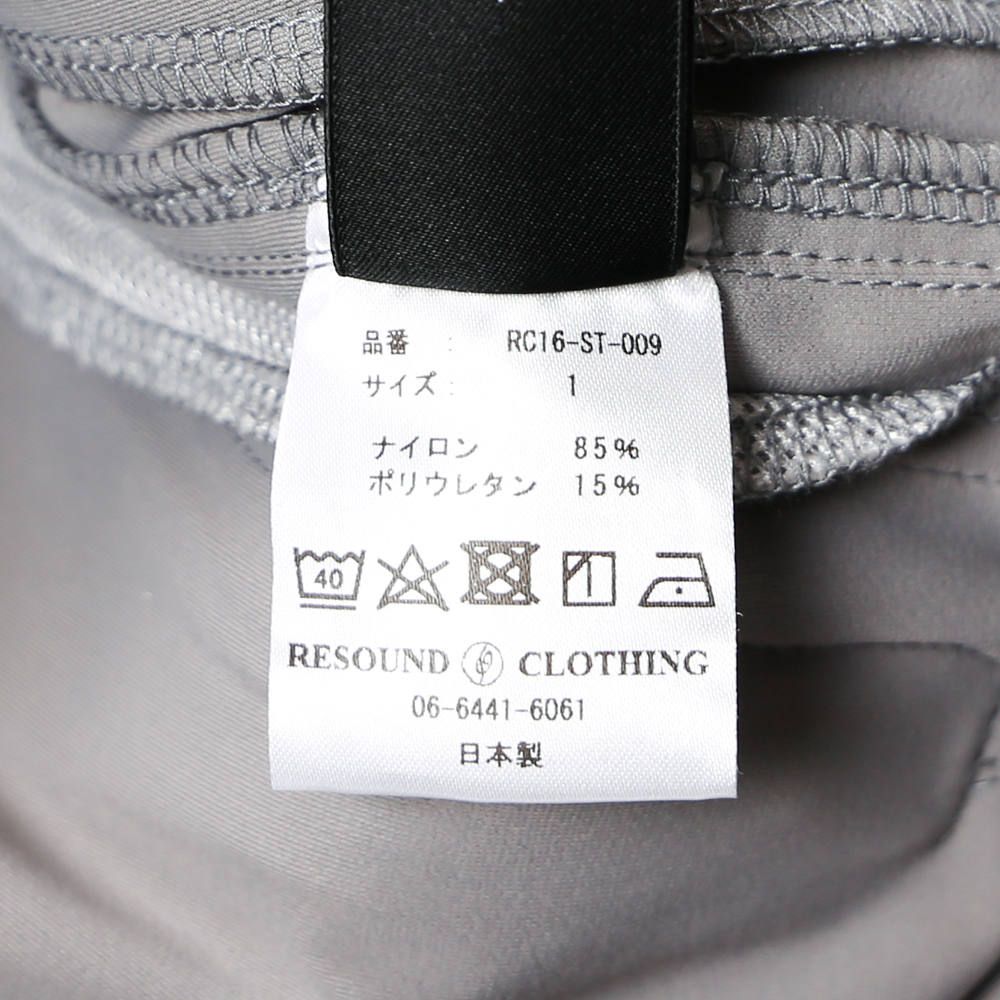 品番 : RC16-ST-009
サイズ: 1
ナイロン 85%
ポリウレタン 15%
40
RESOUND CLOTHING
06-6441-6061
日本製